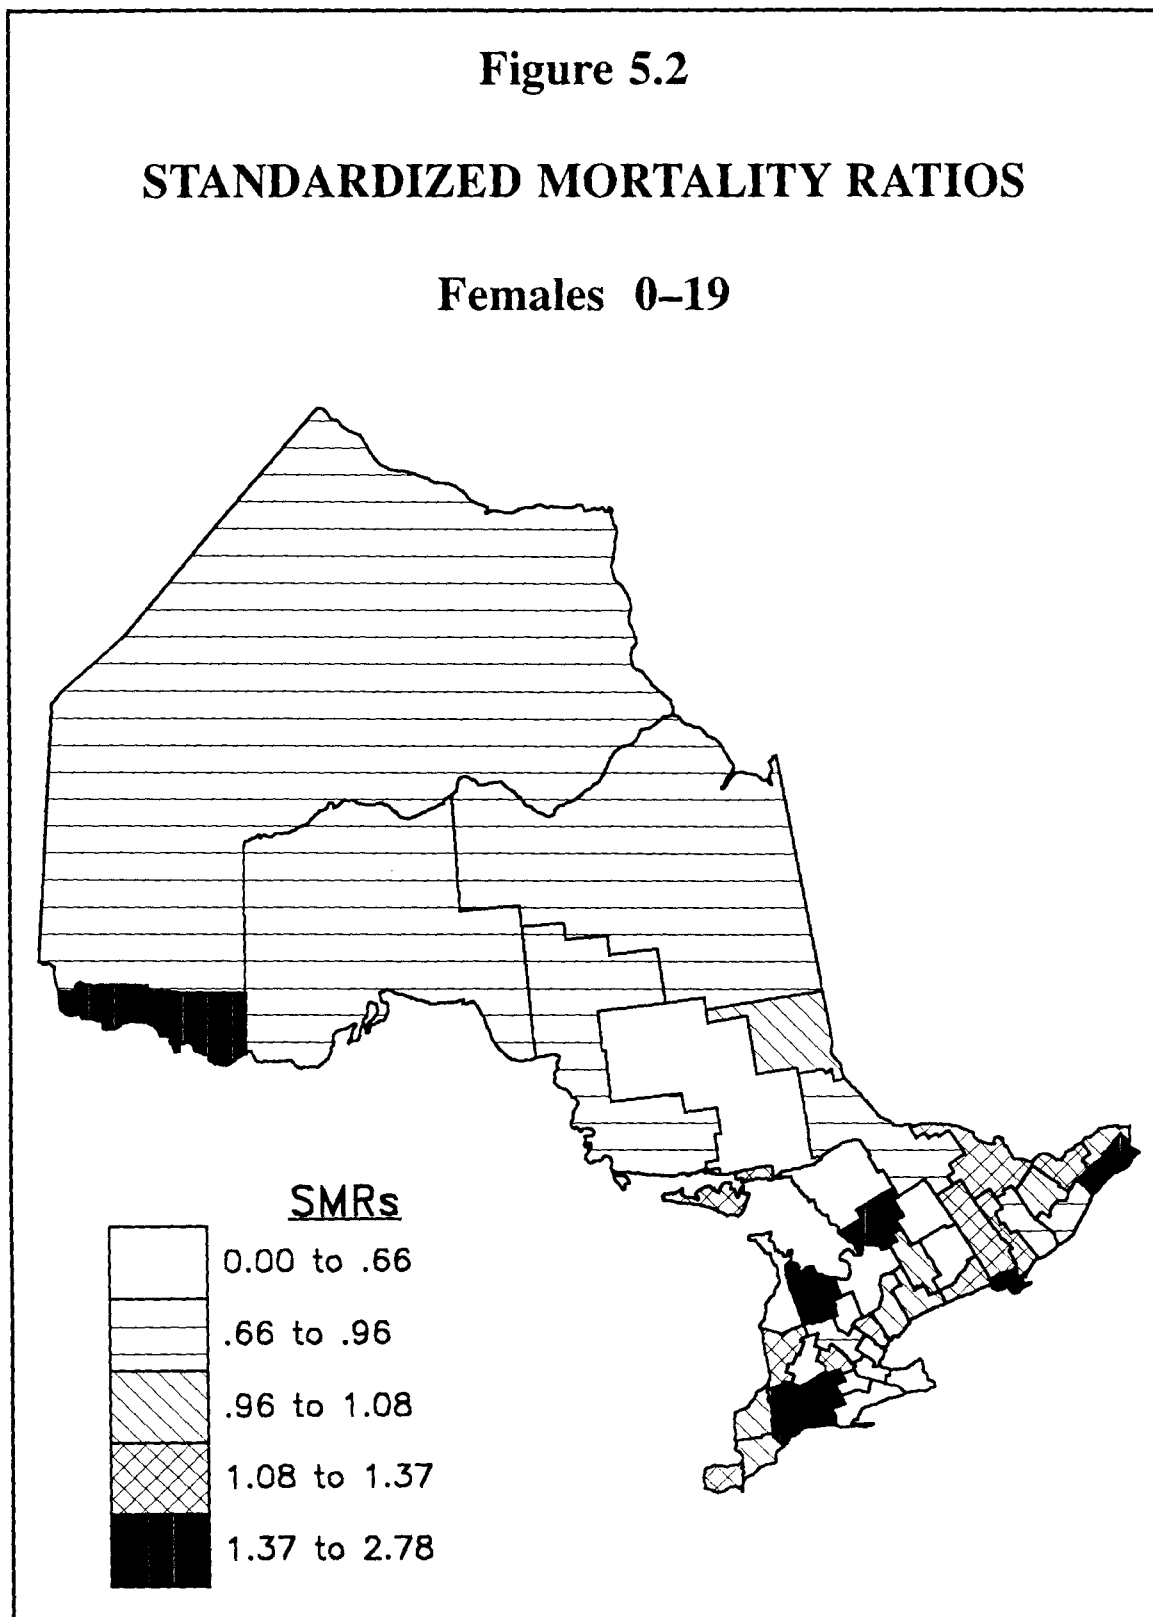 Figure 5.2
STANDARDIZED MORTALITY RATIOS
Females 0–19
SMRs
0.00 to .66
.66 to .96
.96 to 1.08
1.08 to 1.37
1.37 to 2.78